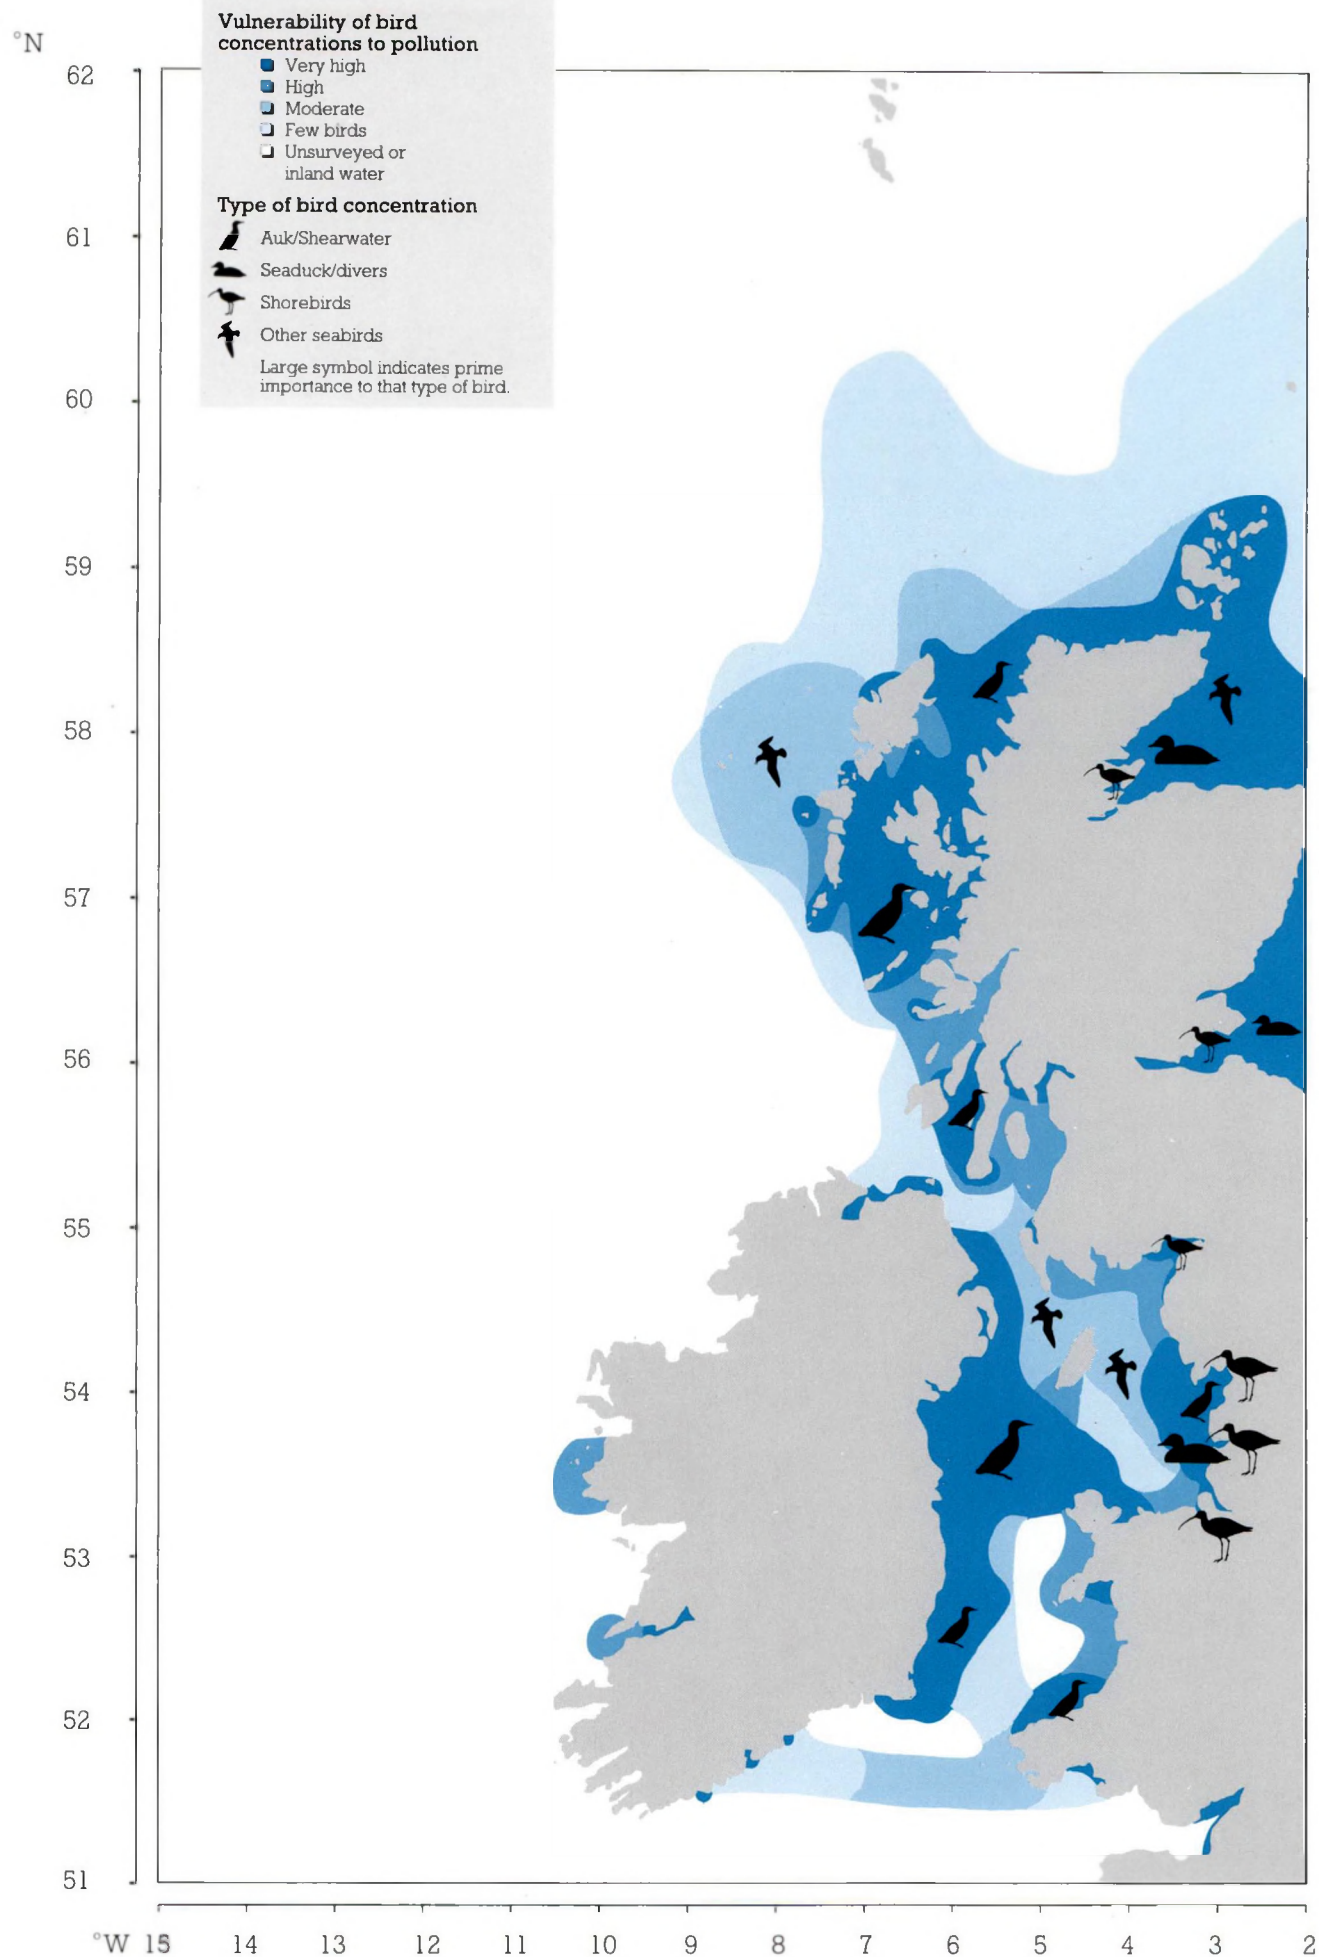 Vulnerability of bird
concentrations to pollution
Very high
High
Moderate
Few birds
Unsurveyed or
inland water
Type of bird concentration
Auk/Shearwater
Seaduck/divers
Shorebirds
Other seabirds
Large symbol indicates prime
importance to that type of bird.
°N
62
61
60
59
58
57
56
55
54
53
52
51
°W 15 14 13 12 11 10 9 8 7 6 5 4 3 2